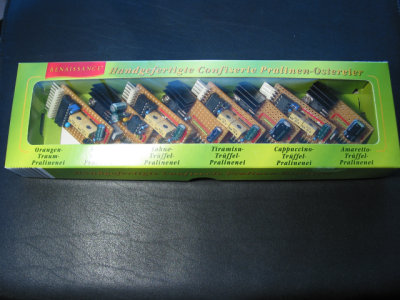 RENAISSANCE
Handgefertigte Confiserie Pralinen-Ostereier
Orangen-
Traum-
Pralinenei
Sahne-
Trüffel-
Pralinenei
Tiramisu-
Trüffel-
Pralinenei
Cappuccino-
Trüffel-
Pralinenei
Amaretto-
Trüffel-
Pralinenei